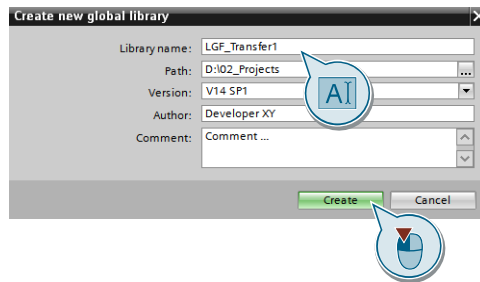 Create new global library
Library name: LGF_Transfer1
Path: D:\02_Projects ...
Version: V14 SP1
Author: Developer XY
Comment: Comment ...
Create Cancel